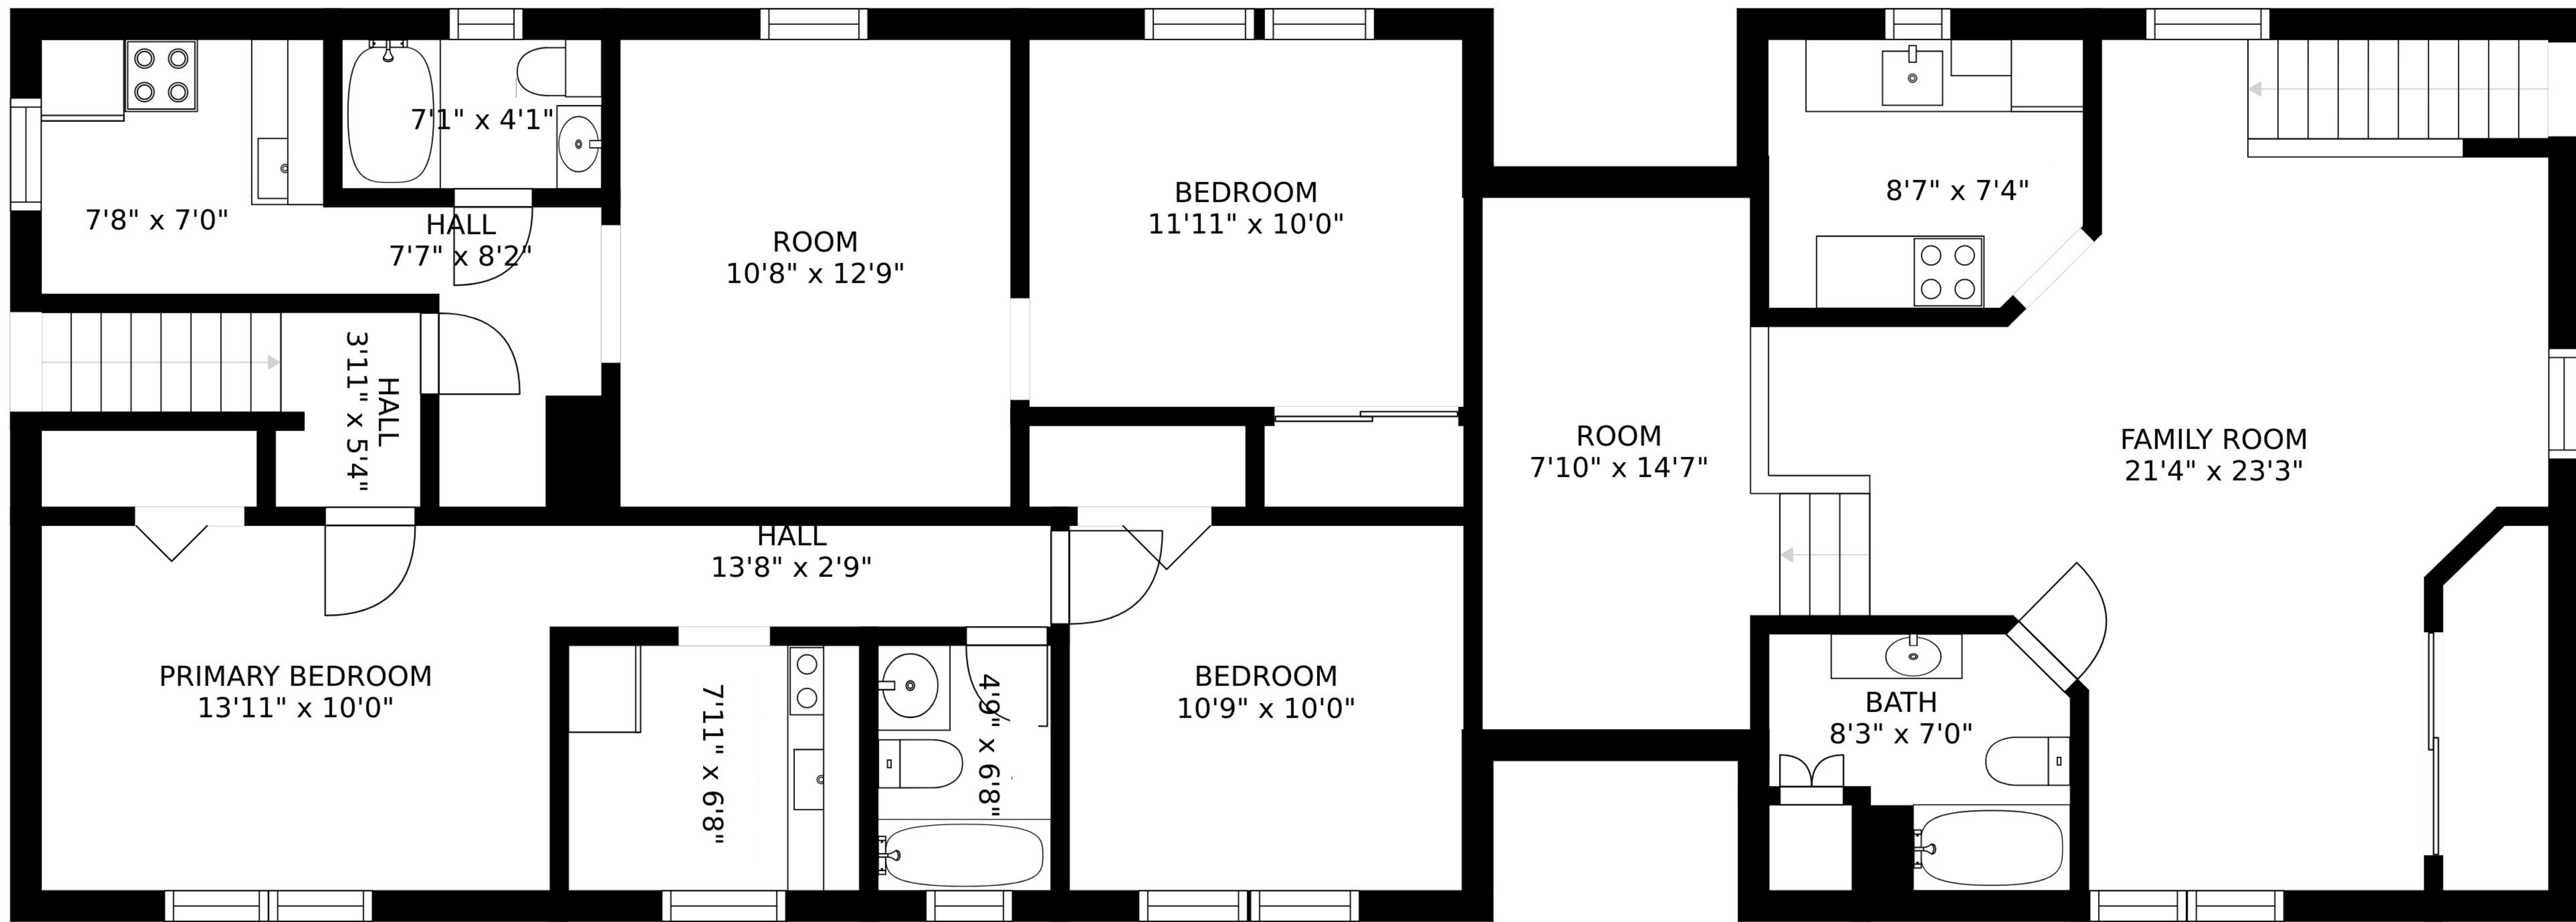 7'1" x 4'1"
7'8" x 7'0"
HALL
7'7" x 8'2"
ROOM
10'8" x 12'9"
BEDROOM
11'11" x 10'0"
8'7" x 7'4"
HALL
3'11" x 5'4"
ROOM
7'10" x 14'7"
FAMILY ROOM
21'4" x 23'3"
HALL
13'8" x 2'9"
PRIMARY BEDROOM
13'11" x 10'0"
7'11" x 6'8"
4'9" x 6'8"
BEDROOM
10'9" x 10'0"
BATH
8'3" x 7'0"